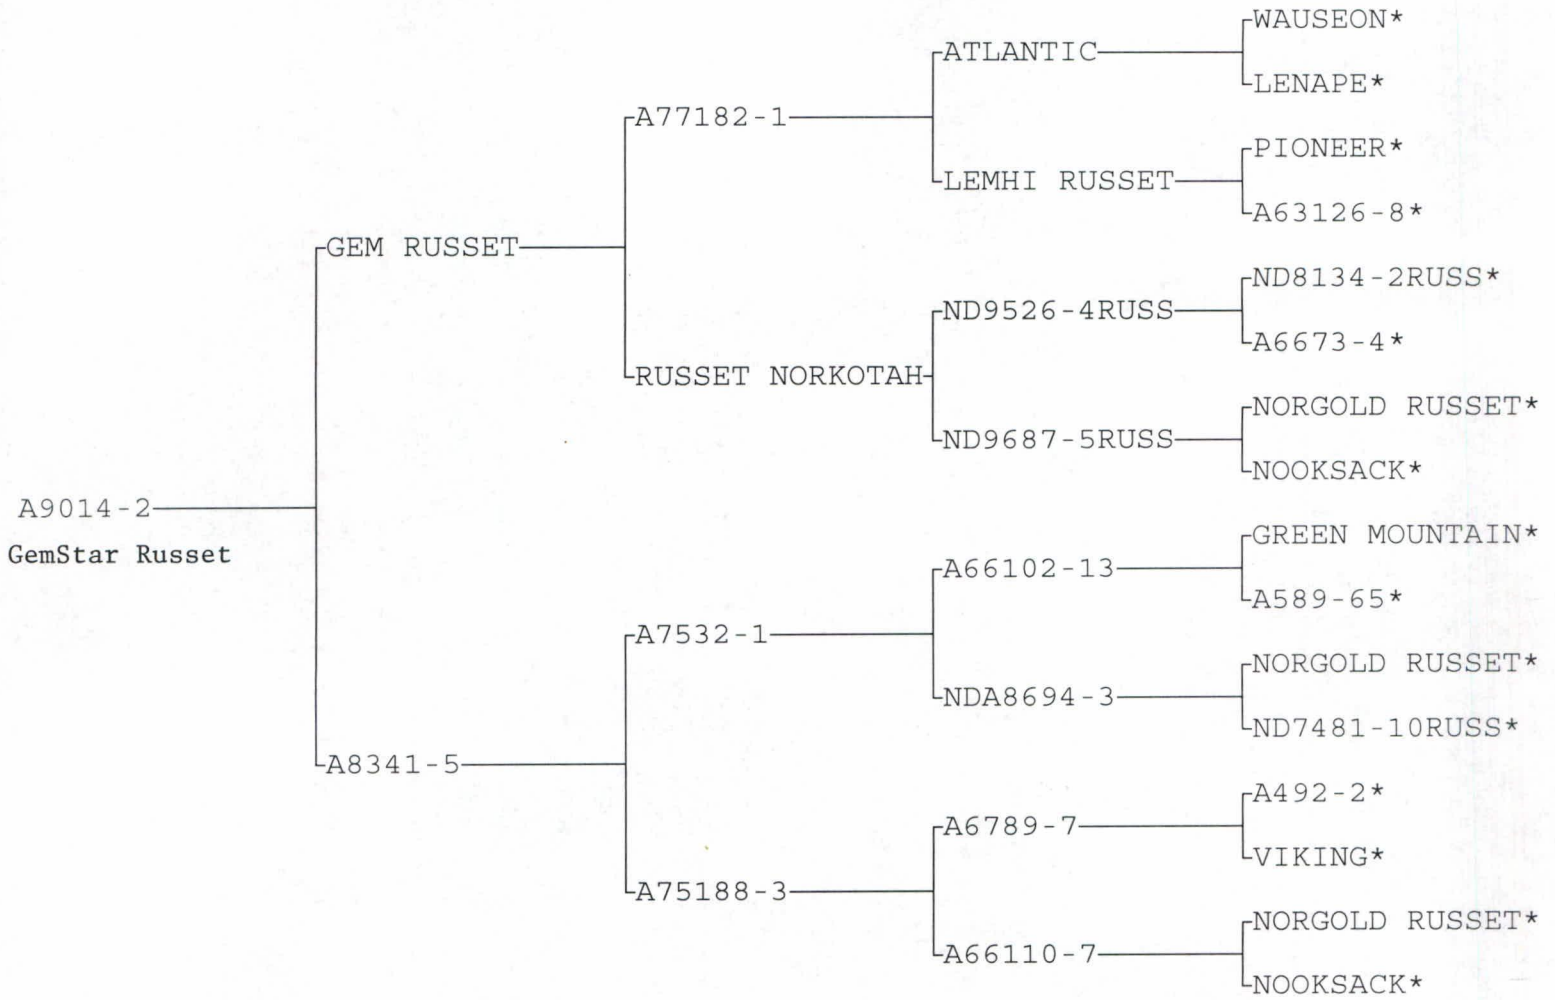 WAUSEON*
ATLANTIC
LENAPE*
A77182-1
PIONEER*
LEMHI RUSSET
A63126-8*
GEM RUSSET
ND8134-2RUSS*
ND9526-4RUSS
A6673-4*
RUSSET NORKOTAH
NORGOLD RUSSET*
ND9687-5RUSS
NOOKSACK*
A9014-2
GemStar Russet
GREEN MOUNTAIN*
A66102-13
A589-65*
A7532-1
NORGOLD RUSSET*
NDA8694-3
ND7481-10RUSS*
A8341-5
A492-2*
A6789-7
VIKING*
A75188-3
NORGOLD RUSSET*
A66110-7
NOOKSACK*